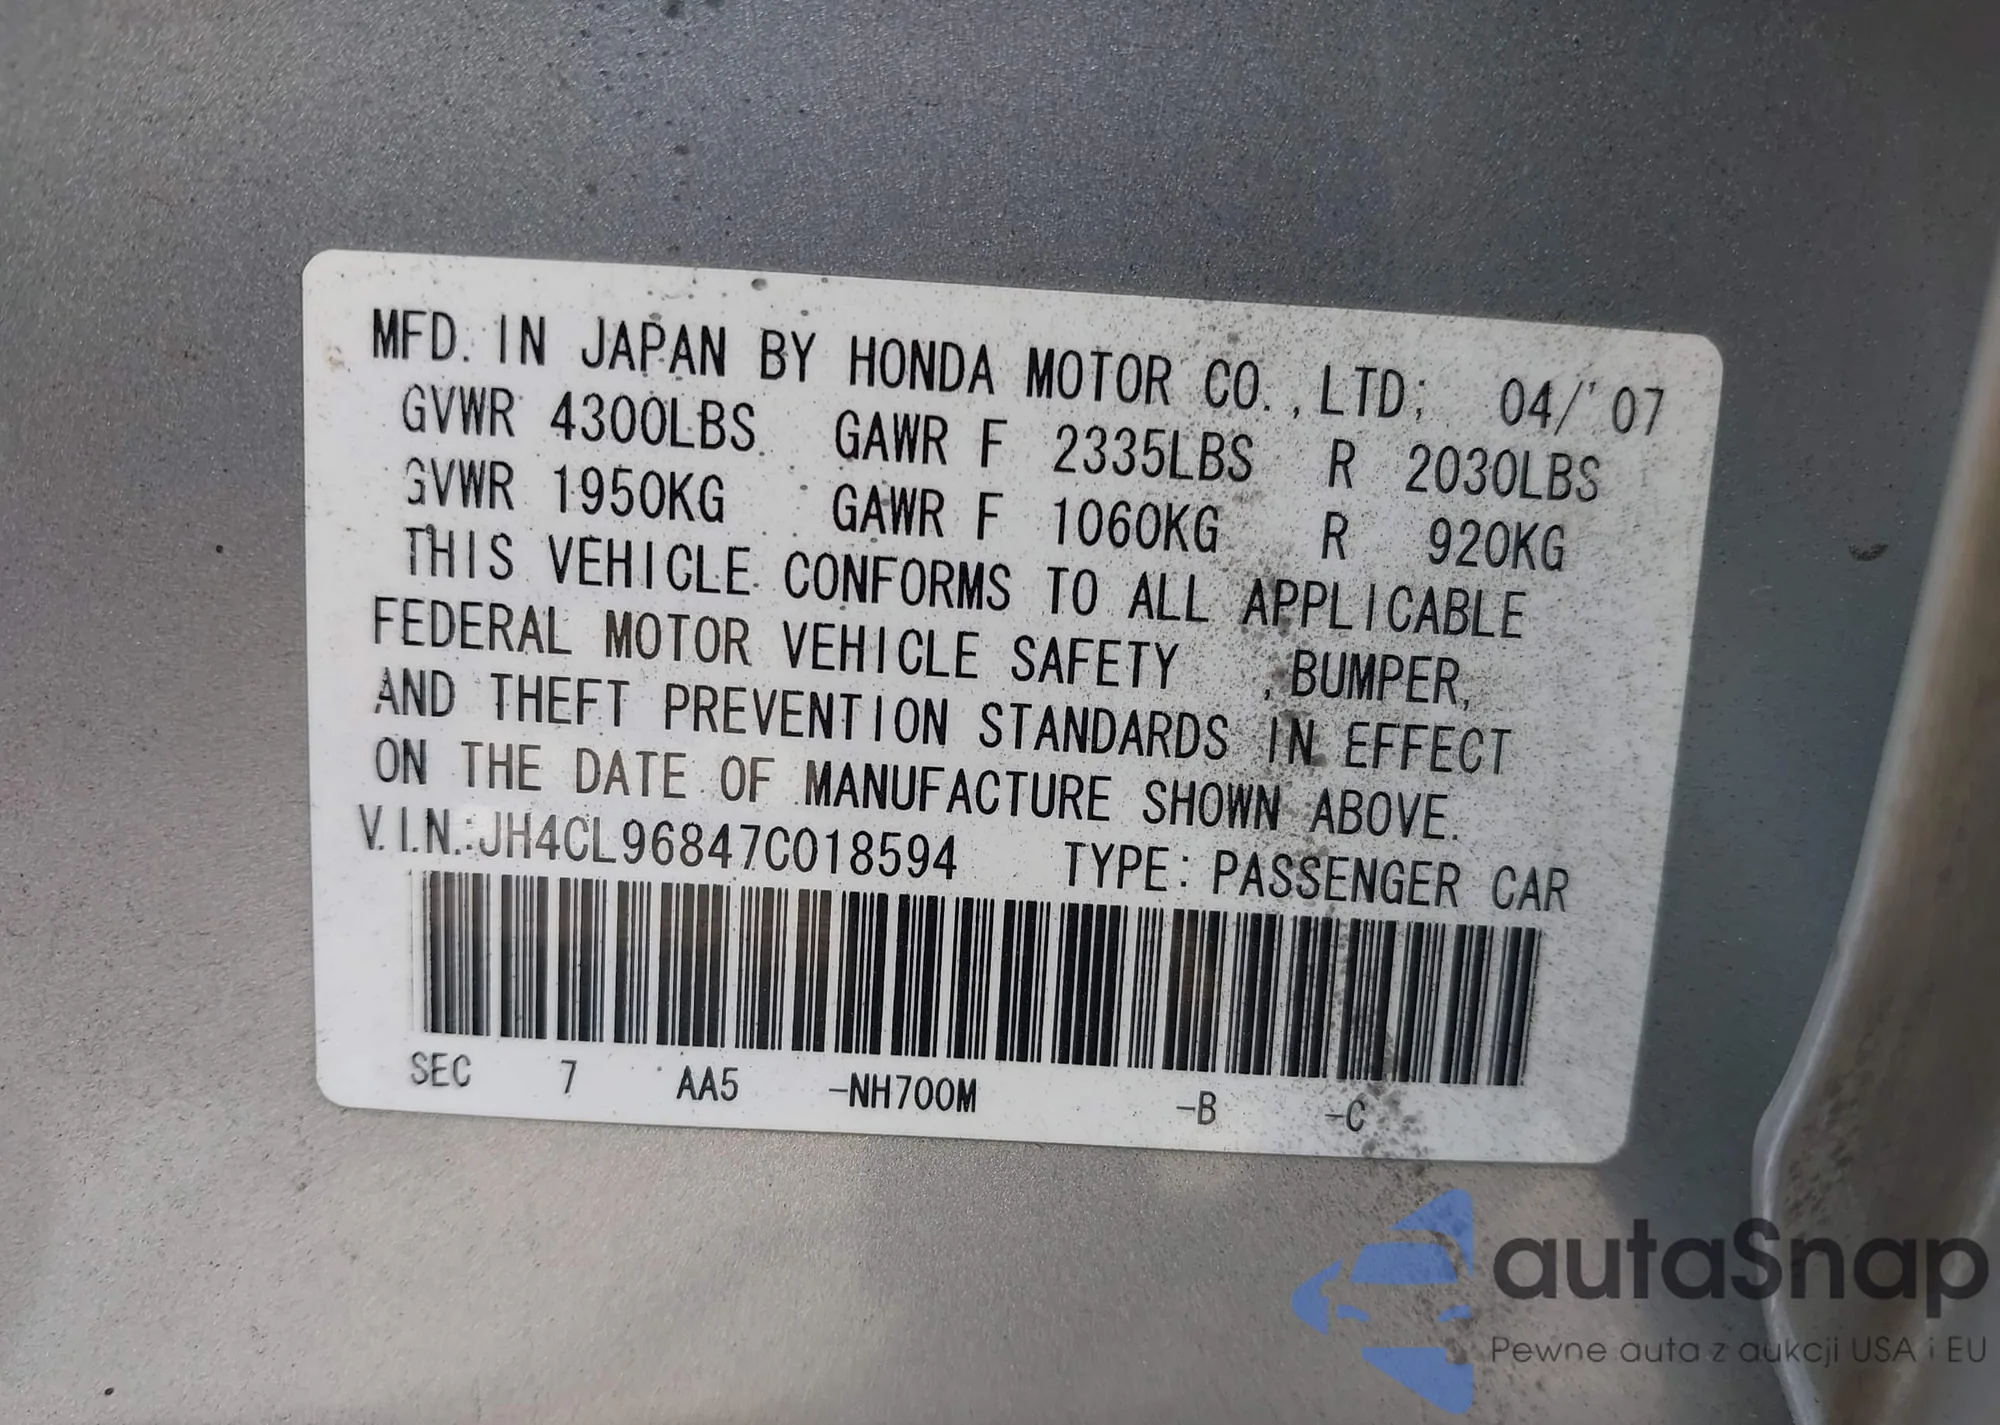 MFD. IN JAPAN BY HONDA MOTOR CO.,LTD; 04/'07
GVWR 4300LBS GAWR F 2335LBS R 2030LBS
GVWR 1950KG GAWR F 1060KG R 920KG
THIS VEHICLE CONFORMS TO ALL APPLICABLE
FEDERAL MOTOR VEHICLE SAFETY ,BUMPER,
AND THEFT PREVENTION STANDARDS IN EFFECT
ON THE DATE OF MANUFACTURE SHOWN ABOVE.
V.I.N.:JH4CL96847C018594 TYPE: PASSENGER CAR
SEC 7 AA5 -NH700M -B -C
autaSnap
Pewne auta z aukcji USA i EU